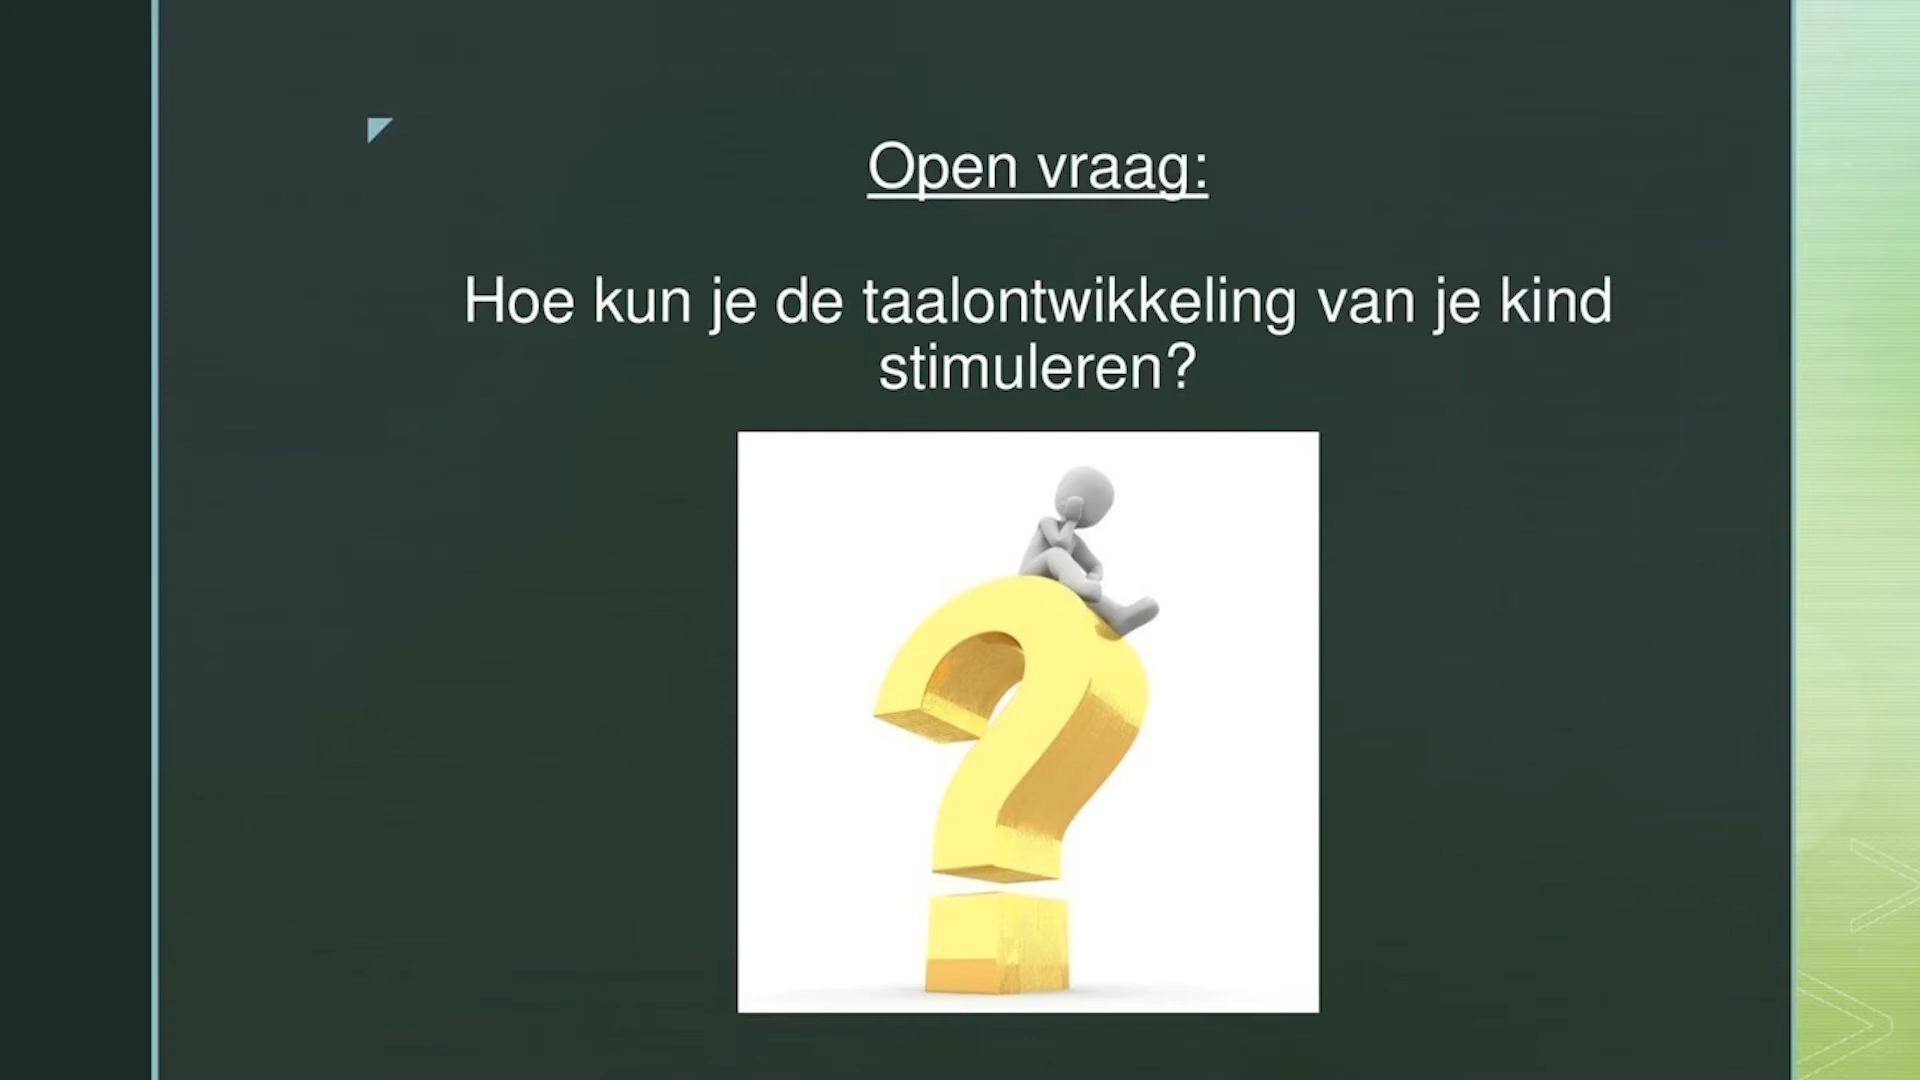 Open vraag:
Hoe kun je de taalontwikkeling van je kind
stimuleren?